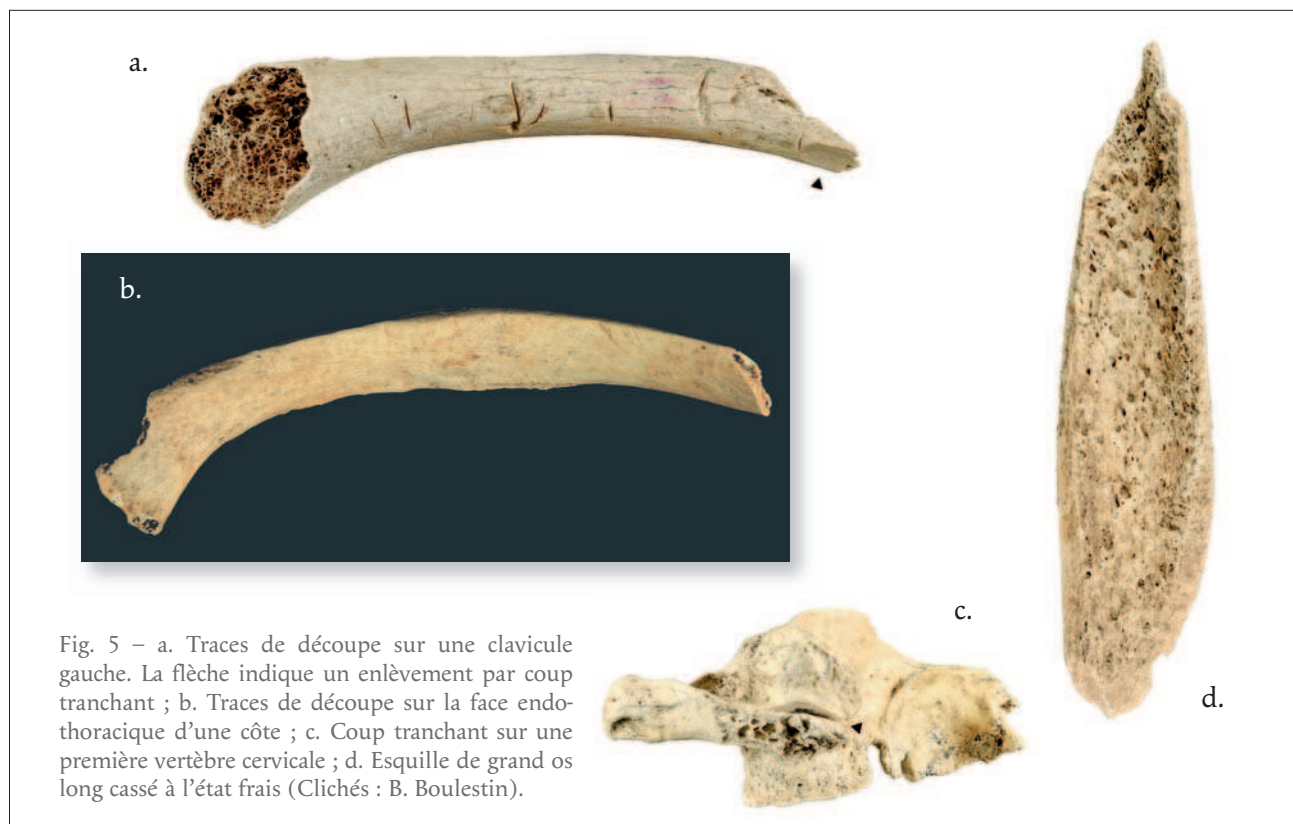 a.
b.
c.
Fig. 5 – a. Traces de découpe sur une clavicule
gauche. La flèche indique un enlèvement par coup
tranchant ; b. Traces de découpe sur la face endo-
thoracique d'une côte ; c. Coup tranchant sur une
première vertèbre cervicale ; d. Esquille de grand os
long cassé à l'état frais (Clichés : B. Boulestin).
d.